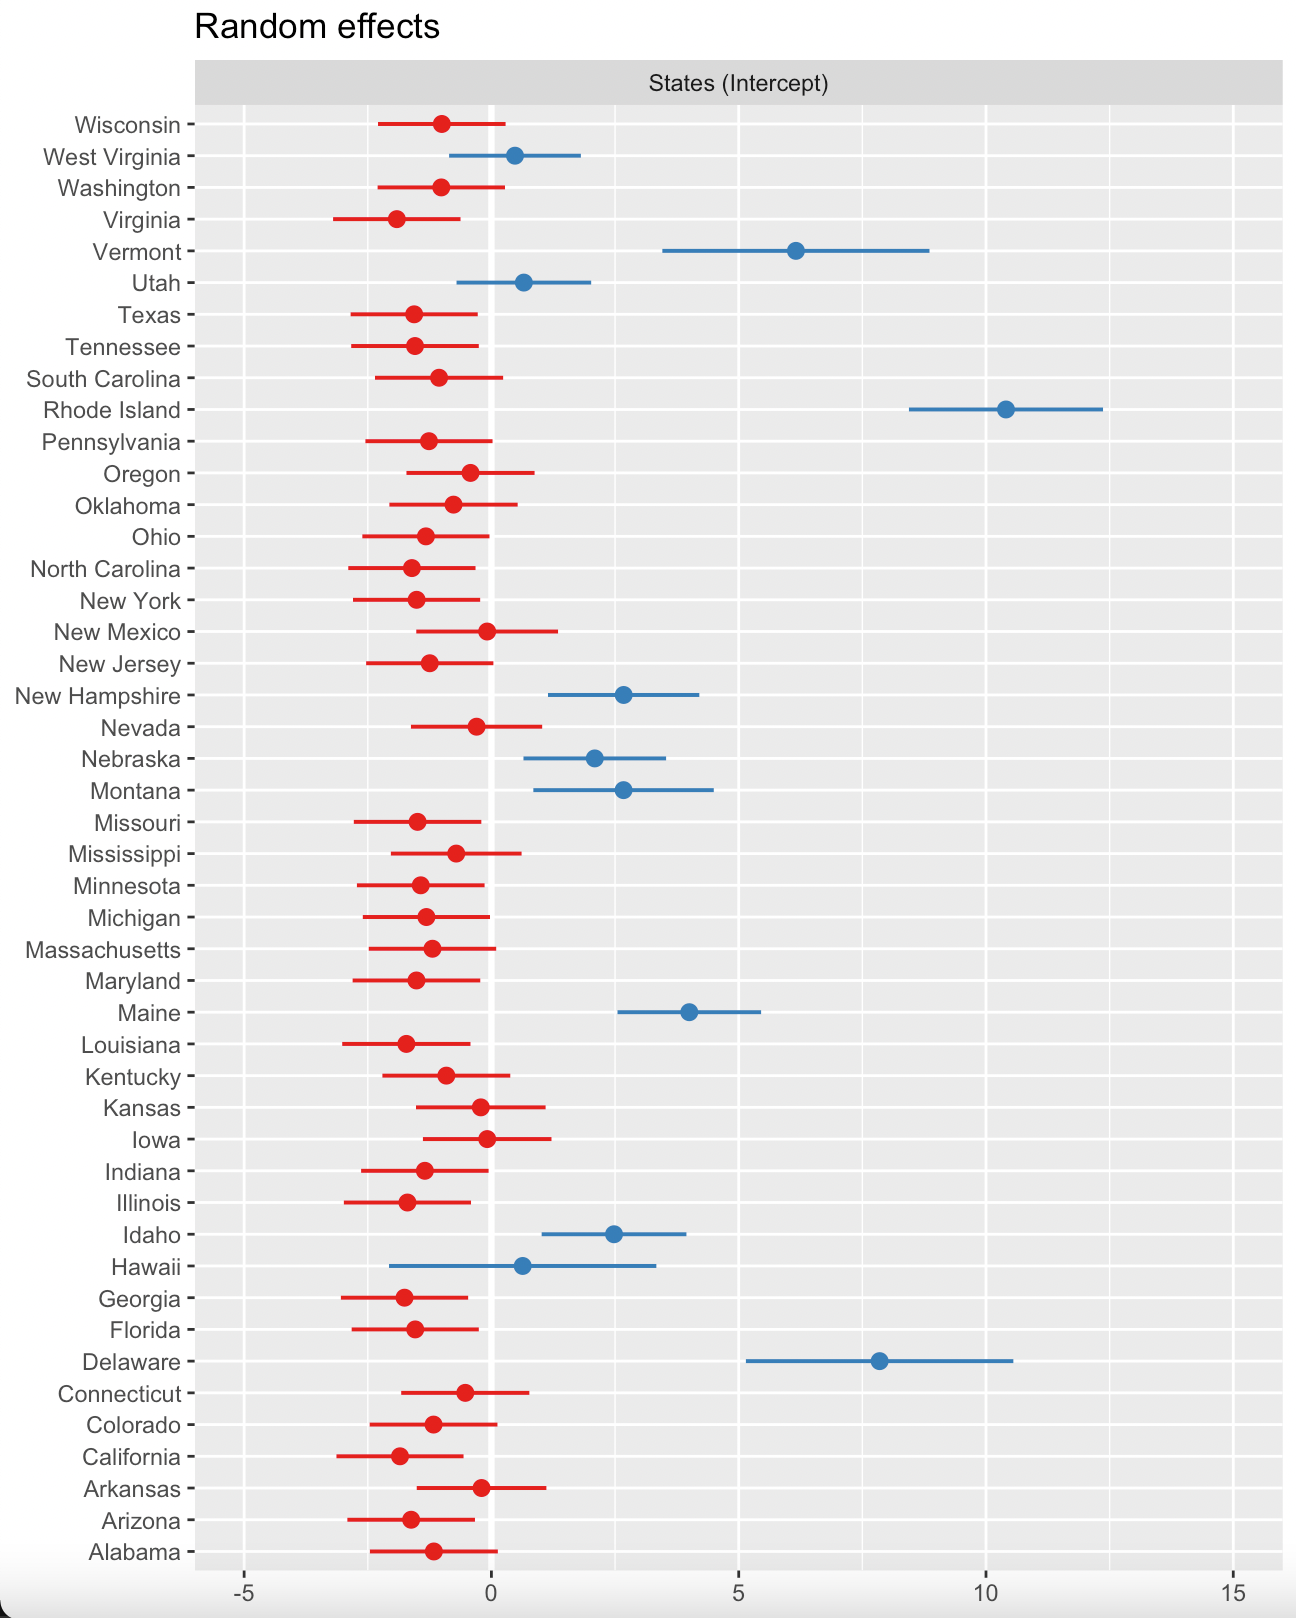 Random effects
States (Intercept)
Wisconsin
West Virginia
Washington
Virginia
Vermont
Utah
Texas
Tennessee
South Carolina
Rhode Island
Pennsylvania
Oregon
Oklahoma
Ohio
North Carolina
New York
New Mexico
New Jersey
New Hampshire
Nevada
Nebraska
Montana
Missouri
Mississippi
Minnesota
Michigan
Massachusetts
Maryland
Maine
Louisiana
Kentucky
Kansas
Iowa
Indiana
Illinois
Idaho
Hawaii
Georgia
Florida
Delaware
Connecticut
Colorado
California
Arkansas
Arizona
Alabama
-5 0 5 10 15